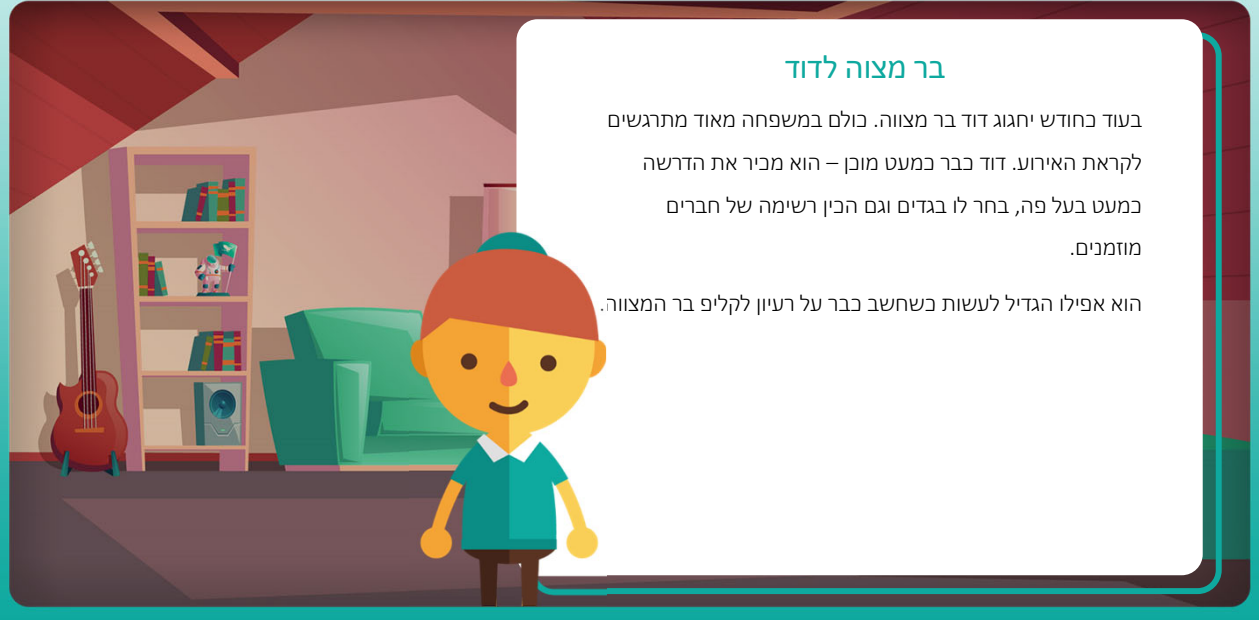 בר מצוה לדוד
בעוד כחודש יחגוג דוד בר מצווה. כולם במשפחה מאוד מתרגשים
לקראת האירוע. דוד כבר כמעט מוכן – הוא מכיר את הדרשה
כמעט בעל פה, בחר לו בגדים וגם הכין רשימה של חברים
מוזמנים.
הוא אפילו הגדיל לעשות כשחשב כבר על רעיון לקליפ בר המצווה.